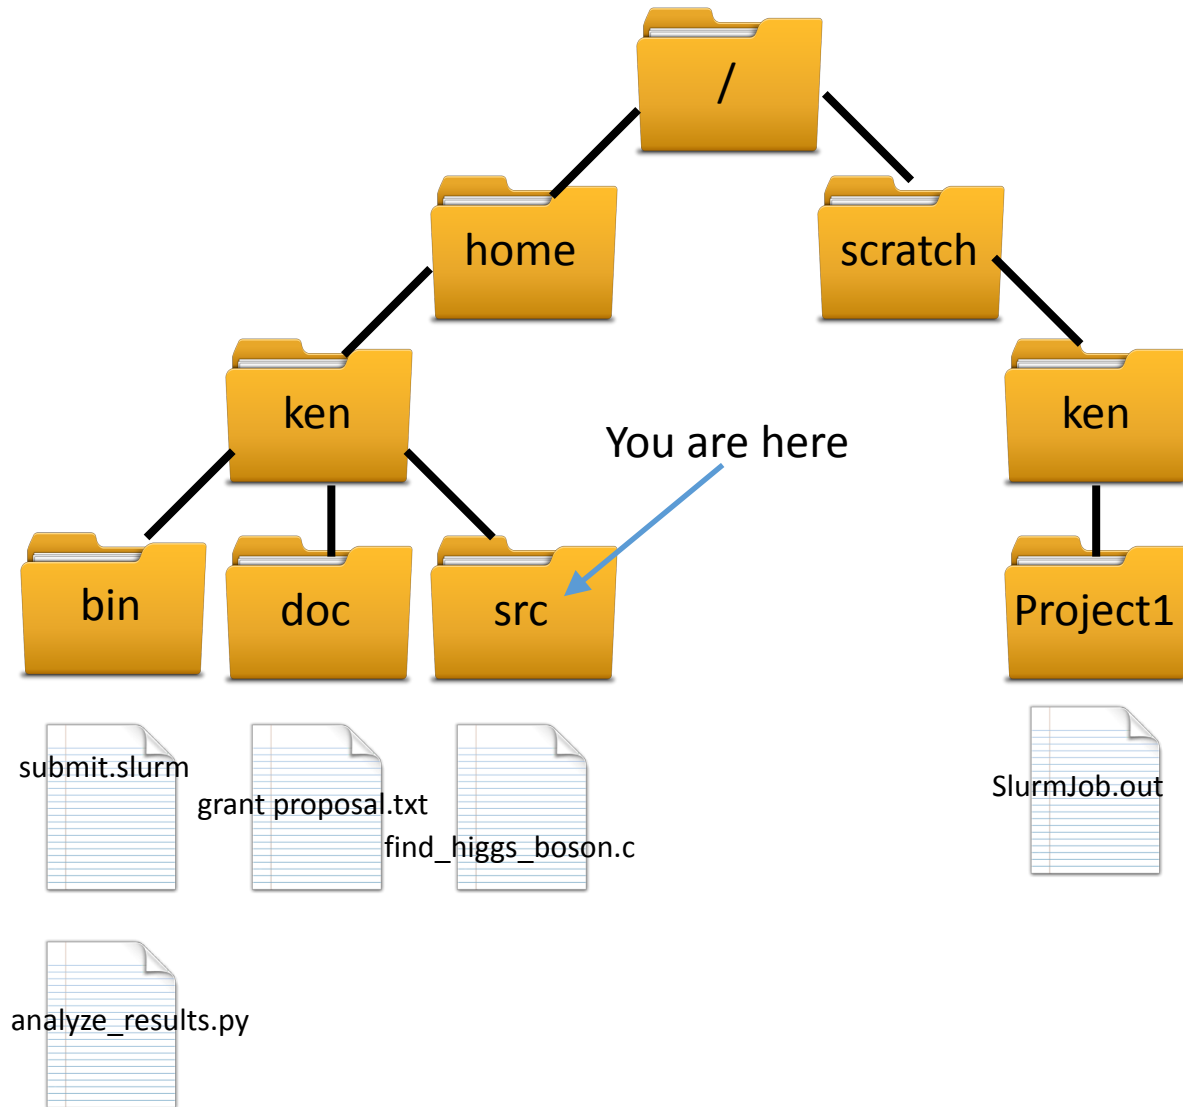 /
home
scratch
ken
You are here
ken
bin
doc
src
Project1
submit.slurm
grant proposal.txt
find_higgs_boson.c
SlurmJob.out
analyze_results.py